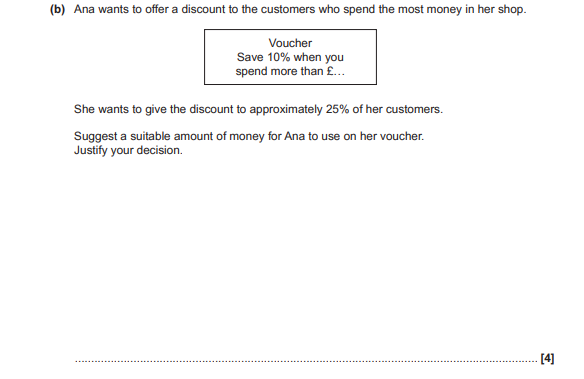 (b) Ana wants to offer a discount to the customers who spend the most money in her shop.
Voucher
Save 10% when you
spend more than £...
She wants to give the discount to approximately 25% of her customers.
Suggest a suitable amount of money for Ana to use on her voucher.
Justify your decision.
[4]